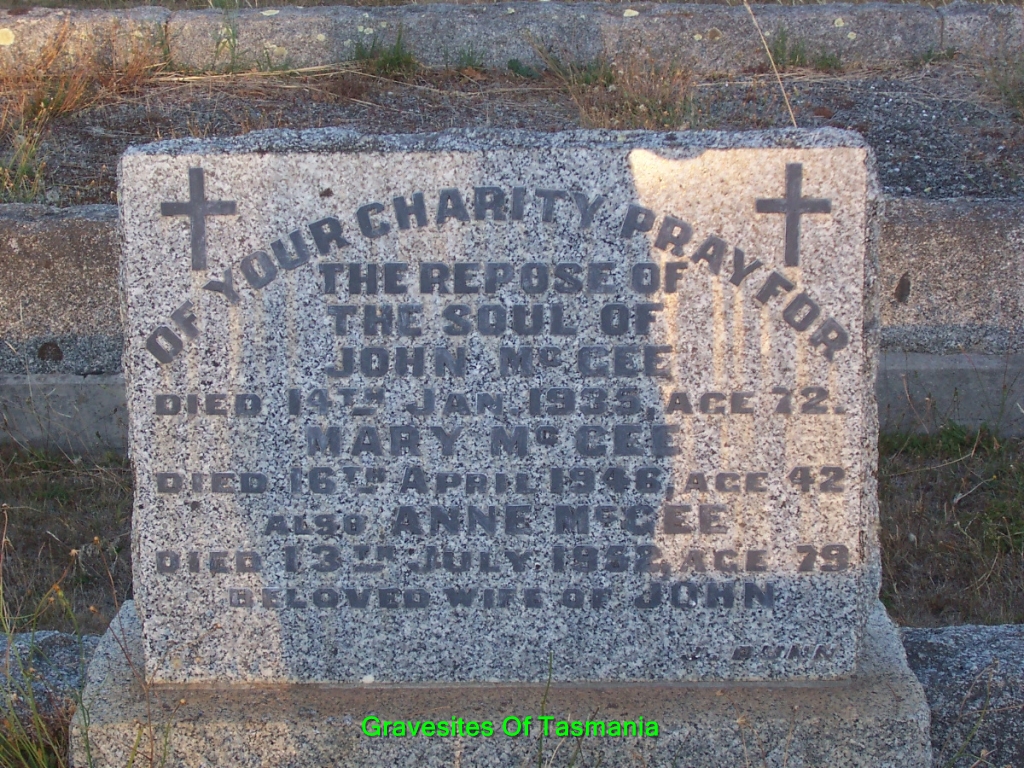 OF YOUR CHARITY PRAY FOR
THE REPOSE OF
THE SOUL OF
JOHN McGEE
DIED 14TH JAN. 1935, AGE 72.
MARY McGEE
DIED 16TH APRIL 1946, AGE 42
ALSO ANNE McGEE
DIED 13TH JULY 1952, AGE 79
BELOVED WIFE OF JOHN
J. DUNN
Gravesites Of Tasmania